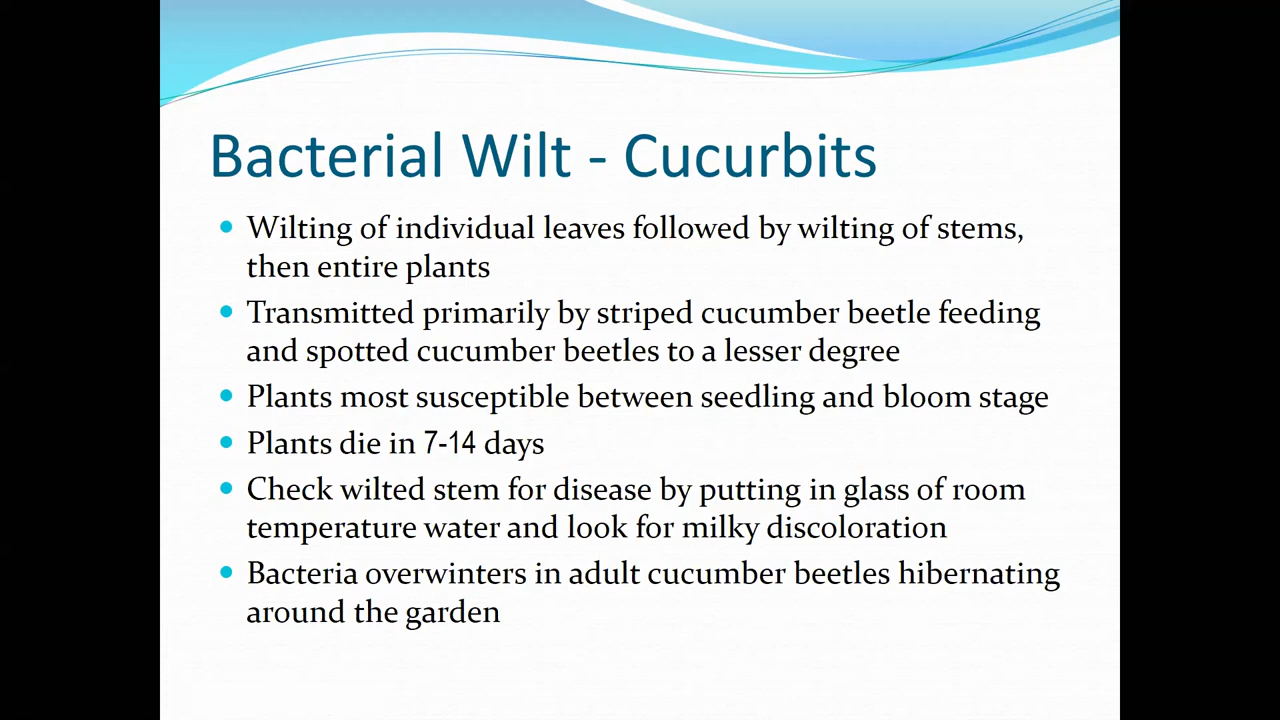 Bacterial Wilt - Cucurbits
• Wilting of individual leaves followed by wilting of stems,
then entire plants
• Transmitted primarily by striped cucumber beetle feeding
and spotted cucumber beetles to a lesser degree
• Plants most susceptible between seedling and bloom stage
• Plants die in 7-14 days
• Check wilted stem for disease by putting in glass of room
temperature water and look for milky discoloration
• Bacteria overwinters in adult cucumber beetles hibernating
around the garden